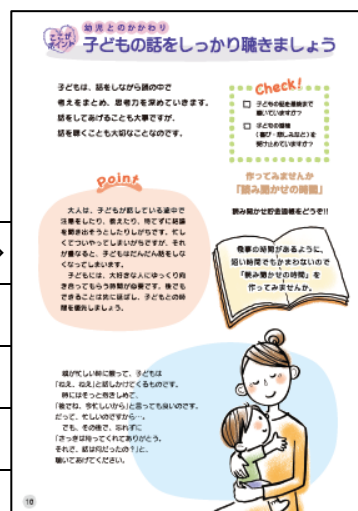 幼児とのかかわり
ここがポイント
子どもの話をしっかり聴きましょう
子どもは、話をしながら頭の中で
考えをまとめ、思考力を深めていきます。
話をしてあげることも大事ですが、
話を聴くことも大切なことなのです。
Check!
□ 子どもの話を最後まで
聴いていますか?
□ 子どもの感情
(喜び・悲しみなど)を
受け止めていますか?
Point
大人は、子どもが話している途中で
注意をしたり、教えたり、待てずに結論
を聞き出そうとしたりしがちです。忙し
くてついやってしまいがちですが、それ
が重なると、子どもはだんだん話をしな
くなってしまいます。
子どもには、大好きな人にゆっくり向
き合ってもらう時間が必要です。後でも
できることは先にのばし、子どもとの時
間を優先しましょう。
作ってみませんか
「読み聞かせの時間」
読み聞かせ貯金通帳をどうぞ!!
食事の時間があるように、
短い時間でもかまわないので
「読み聞かせの時間」を
作ってみませんか。
親が忙しい時に限って、子どもは
「ねえ、ねえ」と話しかけてくるものです。
時にはそっと抱きしめて、
「後でね、今忙しいから」と言っても良いのです。
だって、忙しいのですから…。
でも、その後で、忘れずに
「さっきは待ってくれてありがとう。
それで、話は何だったの?」と、
聴いてあげてください。
10